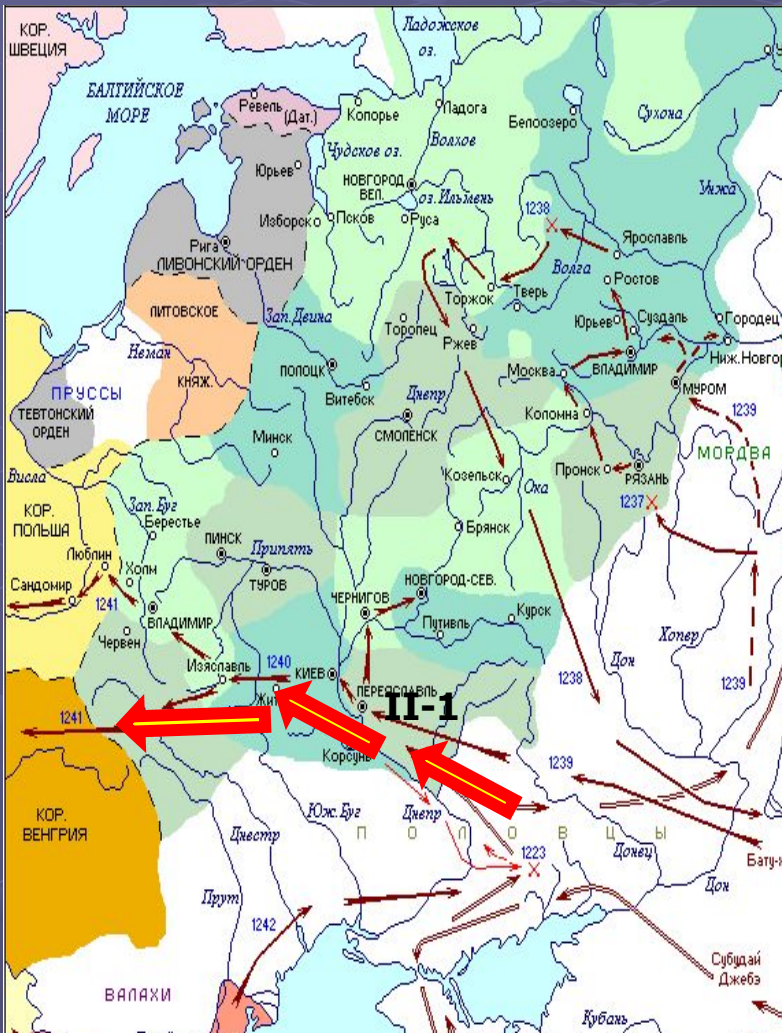 КОР.
ШВЕЦИЯ
Ладожское
оз.
БАЛТИЙСКОЕ
МОРЕ
Ревель
(Дат.)
Копорье
Ладога
Белоозеро
Сухона
Чудское оз.
Волхов
Юрьев
НОВГОРОД
ВЕЛ.
оз. Ильмень
Унжа
Изборск
Псков
Руса
1238
Рига
ЛИВОНСКИЙ ОРДЕН
Ярославль
Волга
Ростов
Торжок
Тверь
ЛИТОВСКОЕ
Зап. Двина
Торопец
Ржев
Юрьев
Суздаль
Городец
Неман
КНЯЖ.
ПОЛОЦК
Москва
ВЛАДИМИР
Ниж. Новгор
ПРУССЫ
Витебск
Днепр
МУРОМ
ТЕВТОНСКИЙ
ОРДЕН
СМОЛЕНСК
Коломна
1239
Минск
МОРДВА
Висла
Козельск
Ока
Пронск
РЯЗАНЬ
Зап. Буг
1237
КОР.
ПОЛЬША
Берестье
ПИНСК
Припять
Брянск
Люблин
Холм
ТУРОВ
НОВГОРОД-СЕВ.
Сандомир
1241
ВЛАДИМИР
ЧЕРНИГОВ
Путивль
Курск
Хопер
Червен
Дон
Изяславль
1240
КИЕВ
1238
1239
Жит
ПЕРЕЯСЛАВЛЬ
II-1
1241
Корсунь
1239
КОР.
ВЕНГРИЯ
Днестр
Юж. Буг
Днепр
ПОЛОВЦЫ
Донец
1223
Бату-х
Прут
Дон
1242
Субудай
Джебэ
ВАЛАХИ
Кубань